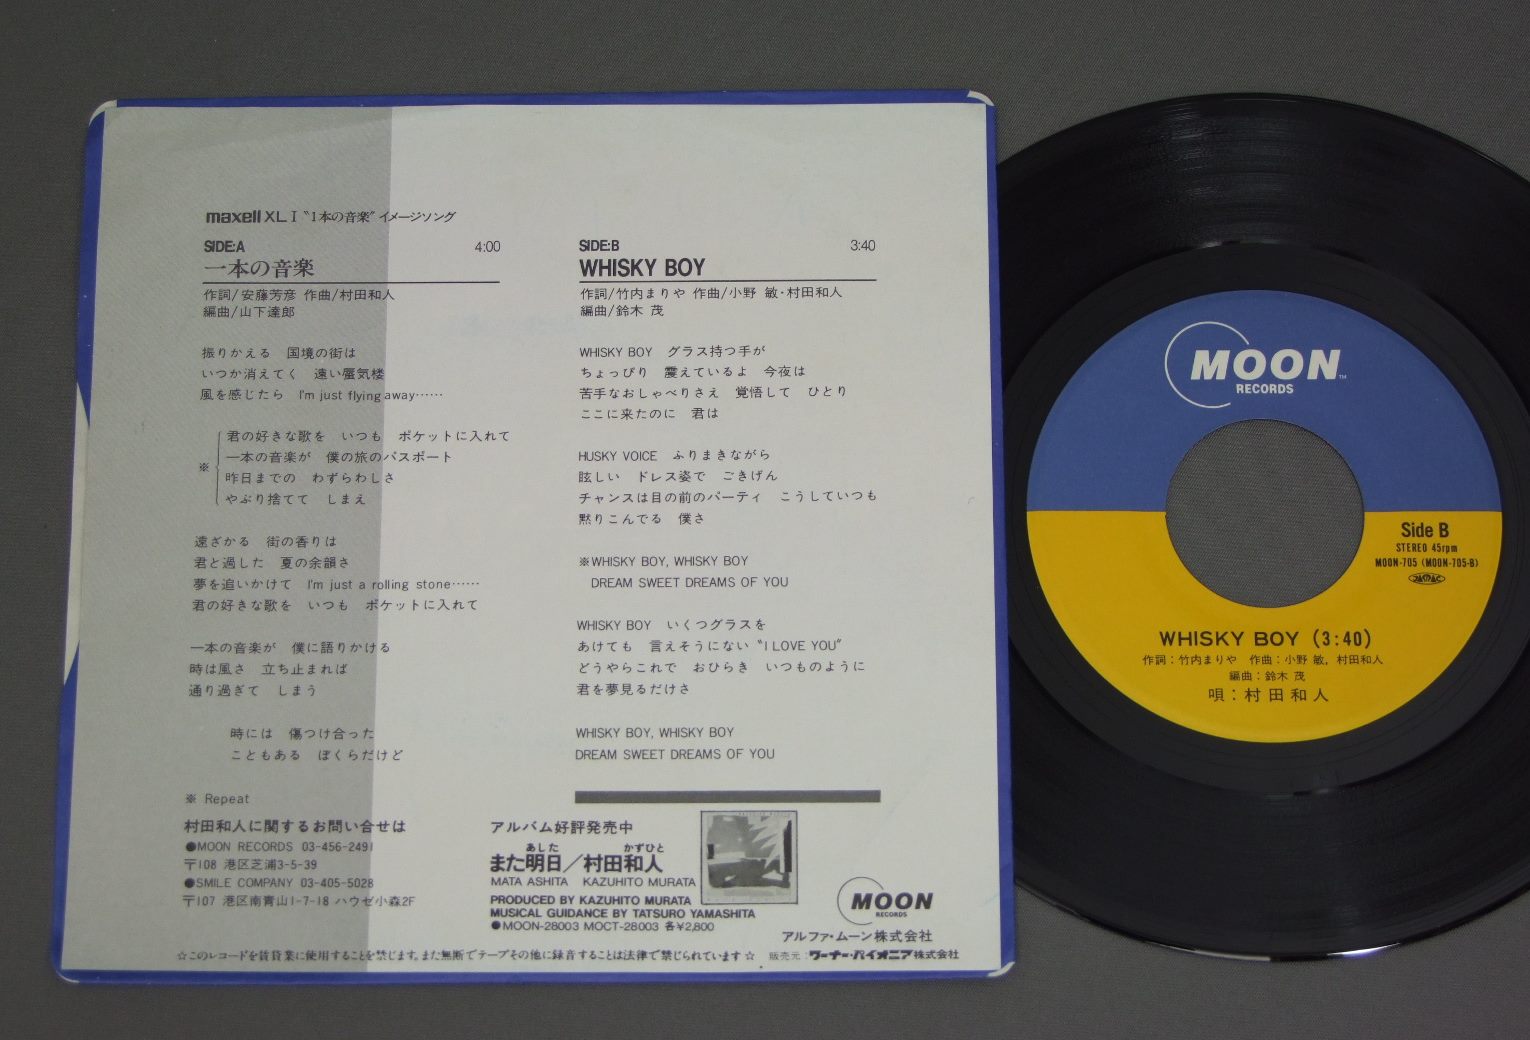 maxell XL I “1本の音楽”イメージソング
SIDE:A 4:00
一本の音楽
作詞/安藤芳彦 作曲/村田和人
編曲/山下達郎
振りかえる 国境の街は
いつか消えてく 遠い蜃気楼
風を感じたら I'm just flying away……
君の好きな歌を いつも ポケットに入れて
※ 一本の音楽が 僕の旅のパスポート
昨日までの わずらわしさ
やぶり捨てて しまえ
遠ざかる 街の香りは
君と過した 夏の余韻さ
夢を追いかけて I'm just a rolling stone……
君の好きな歌を いつも ポケットに入れて
一本の音楽が 僕に語りかける
時は風さ 立ち止まれば
通り過ぎて しまう
時には 傷つけ合った
こともある ぼくらだけど
※ Repeat
SIDE:B 3:40
WHISKY BOY
作詞/竹内まりや 作曲/小野 敏・村田和人
編曲/鈴木 茂
WHISKY BOY グラス持つ手が
ちょっぴり 震えているよ 今夜は
苦手なおしゃべりさえ 覚悟して ひとり
ここに来たのに 君は
HUSKY VOICE ふりまきながら
眩しい ドレス姿で ごきげん
チャンスは目の前のパーティ こうしていつも
黙りこんでる 僕さ
※WHISKY BOY, WHISKY BOY
DREAM SWEET DREAMS OF YOU
WHISKY BOY いくつグラスを
あけても 言えそうにない “I LOVE YOU”
どうやらこれで おひらき いつものように
君を夢見るだけさ
WHISKY BOY, WHISKY BOY
DREAM SWEET DREAMS OF YOU
村田和人に関するお問い合せは
●MOON RECORDS 03-456-2491
〒108 港区芝浦3-5-39
●SMILE COMPANY 03-405-5028
〒107 港区南青山1-7-18 ハウゼ小森2F
アルバム好評発売中
あした かずひと
また明日/村田和人
MATA ASHITA KAZUHITO MURATA
PRODUCED BY KAZUHITO MURATA
MUSICAL GUIDANCE BY TATSURO YAMASHITA
●MOON-28003 MOCT-28003 各¥2,800
MOON
RECORDS
アルファ・ムーン株式会社
☆このレコードを賃貸業に使用することを禁じます。また無断でテープその他に録音することは法律で禁じられています ☆ 販売元:ワーナー・パイオニア株式会社
MOON TM
RECORDS
Side B
STEREO 45rpm
MOON-705 (MOON-705-B)
JASRAC
WHISKY BOY (3:40)
作詞:竹内まりや 作曲:小野 敏, 村田和人
編曲:鈴木 茂
唄:村田和人